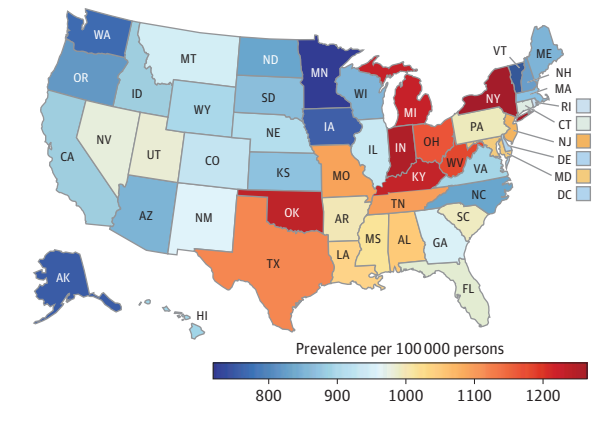 WA
MT
ND
MN
VT
ME
OR
ID
WY
SD
WI
MI
NY
NH
MA
RI
CT
NJ
DE
MD
DC
NV
UT
CO
NE
IA
IL
IN
OH
PA
WV
VA
CA
AZ
NM
KS
MO
KY
TN
NC
OK
AR
SC
TX
LA
MS
AL
GA
FL
AK
HI
Prevalence per 100 000 persons
800 900 1000 1100 1200